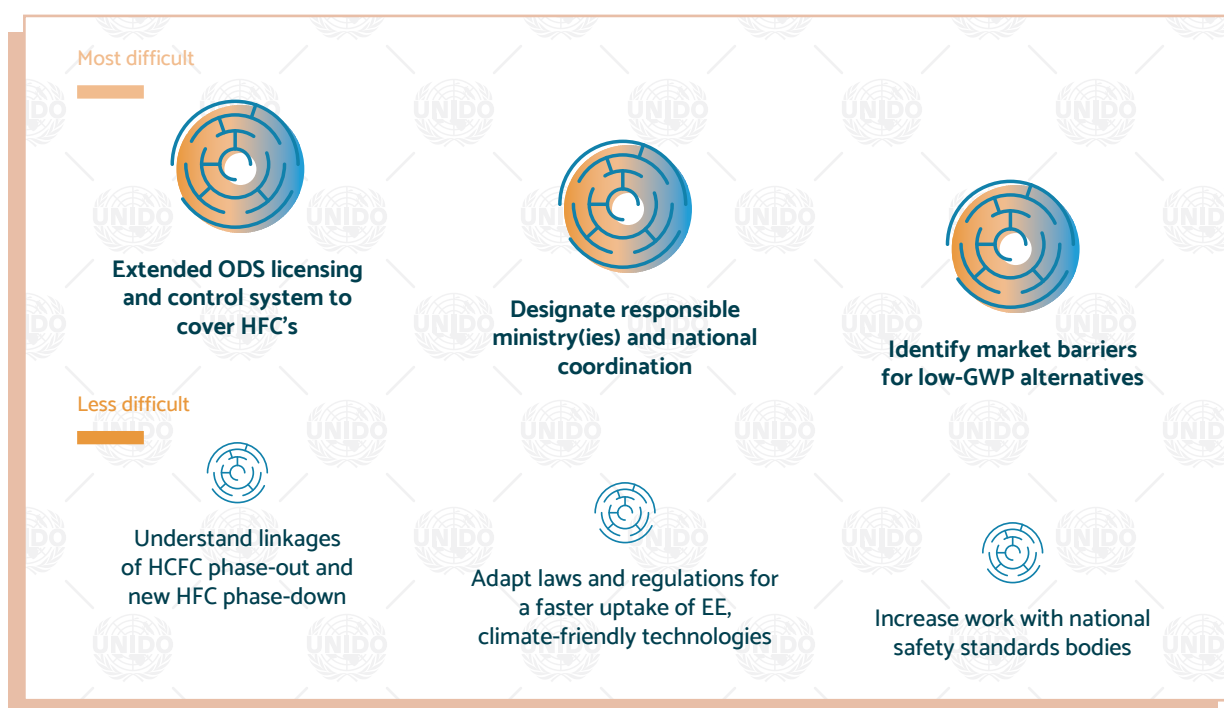 Most difficult
Extended ODS licensing
and control system to
cover HFC's
Designate responsible
ministry(ies) and national
coordination
Identify market barriers
for low-GWP alternatives
Less difficult
Understand linkages
of HCFC phase-out and
new HFC phase-down
Adapt laws and regulations for
a faster uptake of EE,
climate-friendly technologies
Increase work with national
safety standards bodies
UNIDO